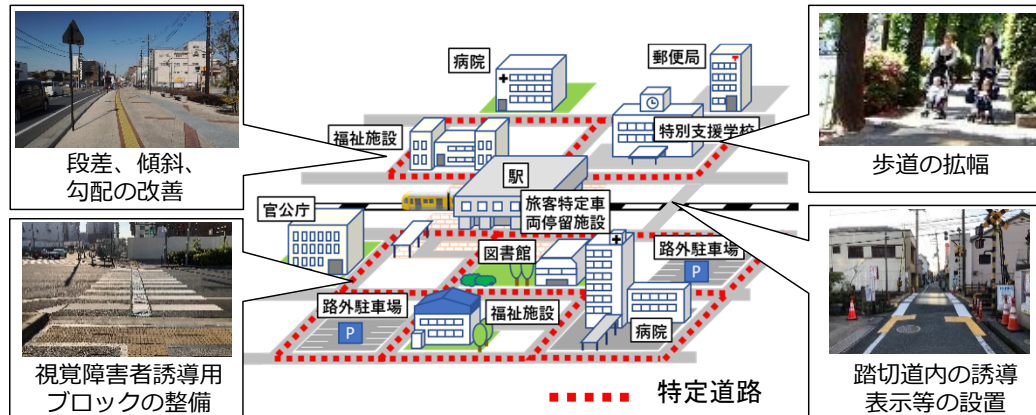 段差、傾斜、
勾配の改善
病院
郵便局
福祉施設
特別支援学校
歩道の拡幅
駅
旅客特定車
両停留施設
官公庁
図書館
路外駐車場
P
路外駐車場
P
福祉施設
病院
視覚障害者誘導用
ブロックの整備
特定道路
踏切道内の誘導
表示等の設置